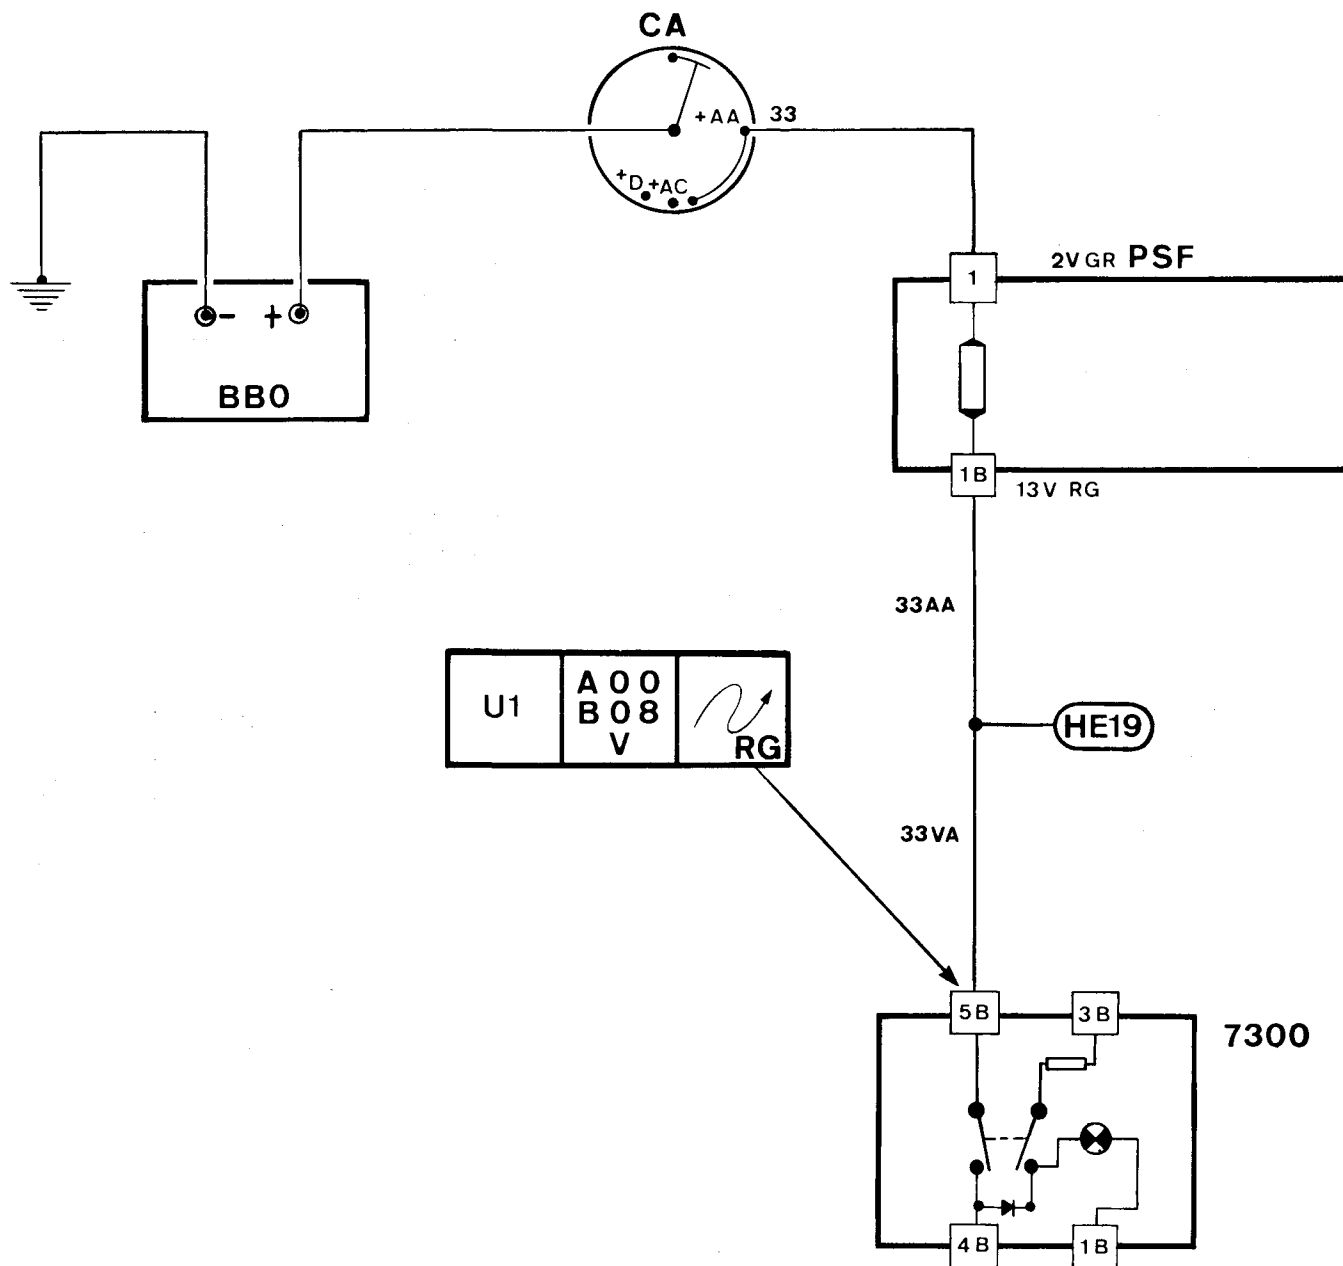 CA
+AA
33
+D
+AC
2V GR PSF
1
- +
BB0
1B
13V RG
33AA
U1
A 0 0
B 0 8
V
RG
HE19
33VA
5B
3B
7300
4B
1B